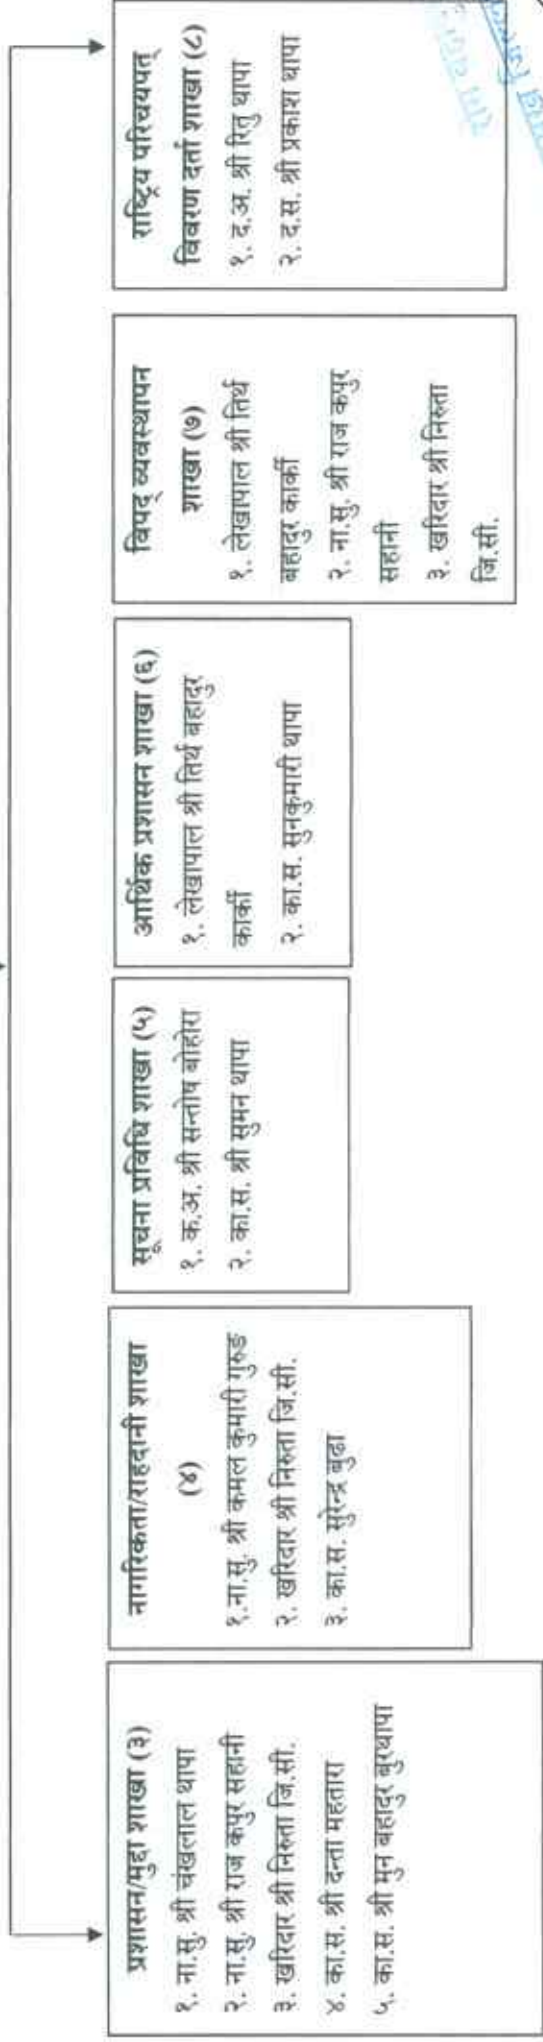 प्रशासन/मुद्दा शाखा (३)
१. ना.सु. श्री चंखलाल थापा
२. ना.सु. श्री राज कपुर सहानी
३. खरिदार श्री निरुता जि.सी.
४. का.स. श्री दन्ता महतारा
५. का.स. श्री मुन बहादुर बुरथापा
नागरिकता/राहदानी शाखा
(४)
१.ना.सु. श्री कमल कुमारी गुरुङ
२. खरिदार श्री निरुता जि.सी.
३. का.स. सुरेन्द्र बुढा
सूचना प्रविधि शाखा (५)
१. क.अ. श्री सन्तोष बोहोरा
२. का.स. श्री सुमन थापा
आर्थिक प्रशासन शाखा (६)
१. लेखापाल श्री तिर्थ बहादुर
कार्की
२. का.स. सुनकुमारी थापा
विपद् व्यवस्थापन
शाखा (७)
१. लेखापाल श्री तिर्थ
बहादुर कार्की
२. ना.सु. श्री राज कपुर
सहानी
३. खरिदार श्री निरुता
जि.सी.
राष्ट्रिय परिचयपत्
विवरण दर्ता शाखा (८)
१. द.अ. श्री रितु थापा
२. द.स. श्री प्रकाश थापा